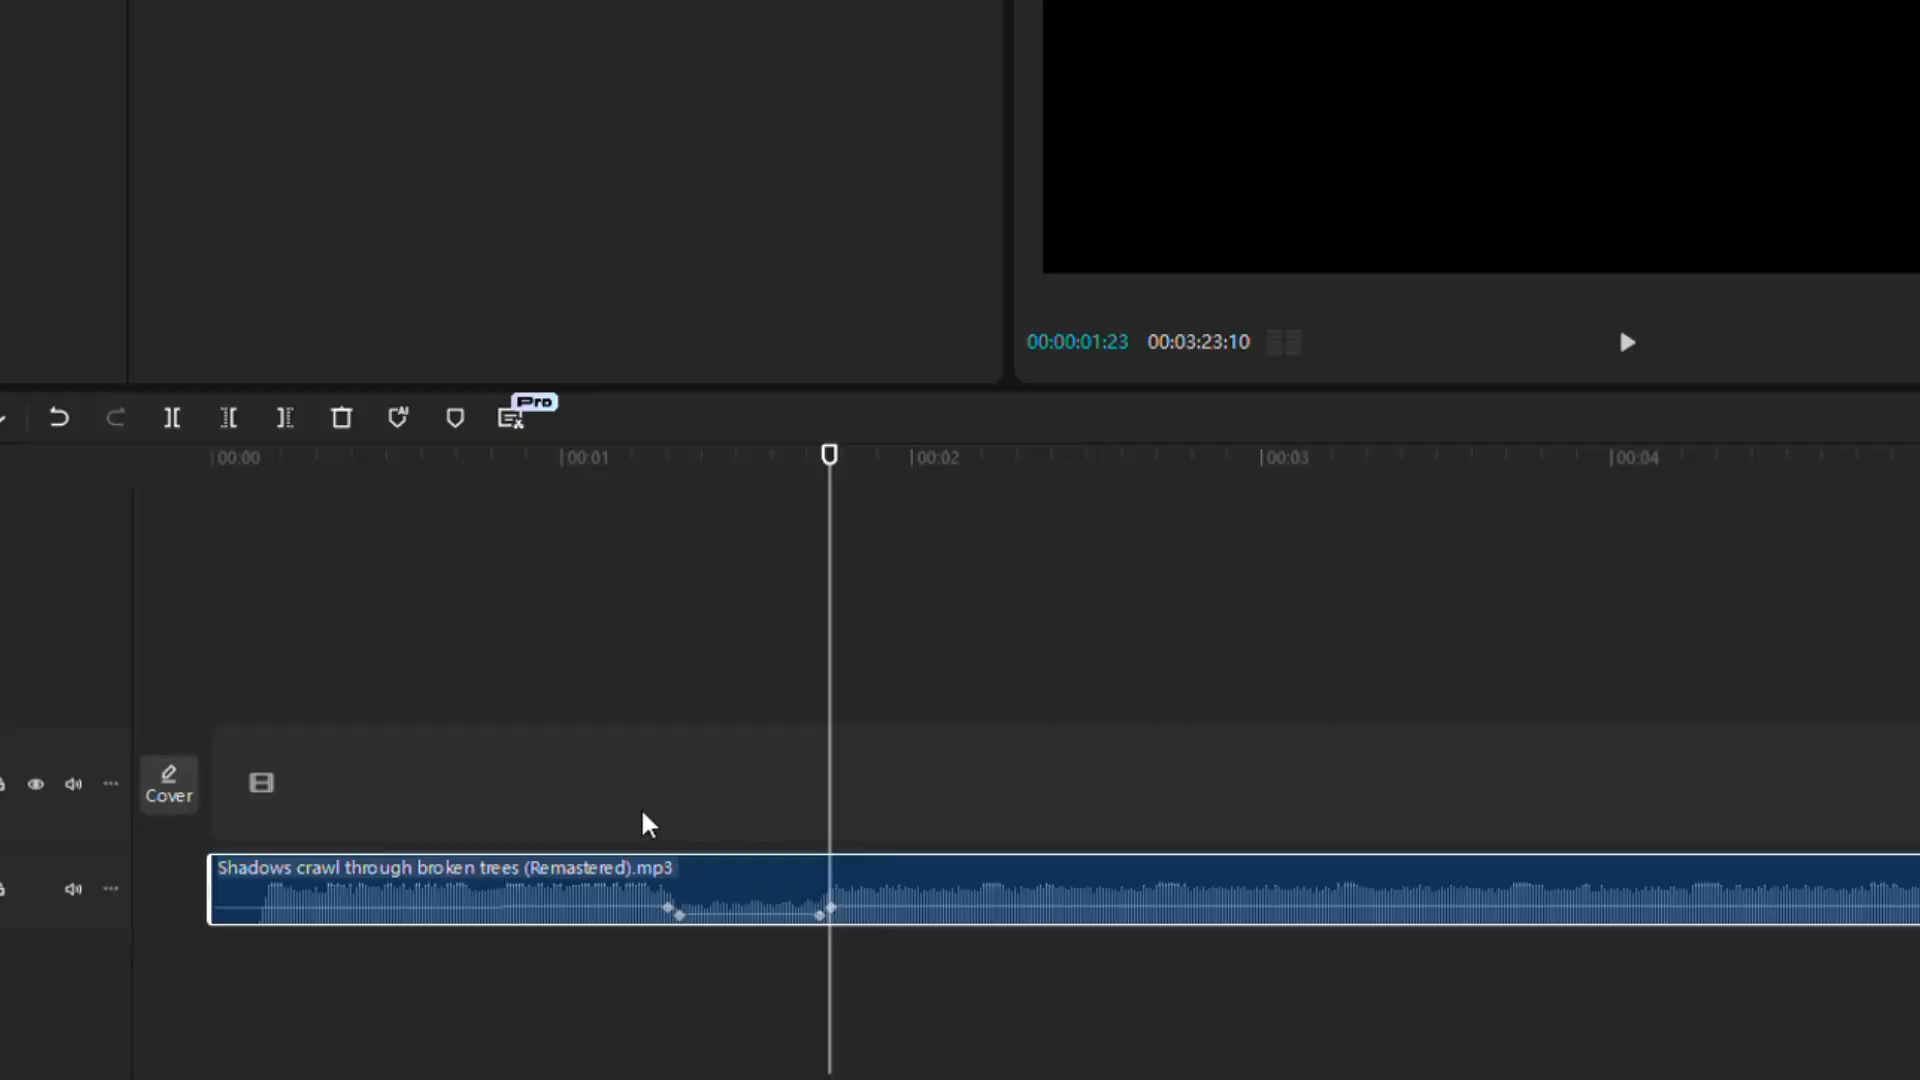 00:00:01:23 00:03:23:10
Pro
00:00 00:01 00:02 00:03 00:04
Cover
Shadows crawl through broken trees (Remastered).mp3